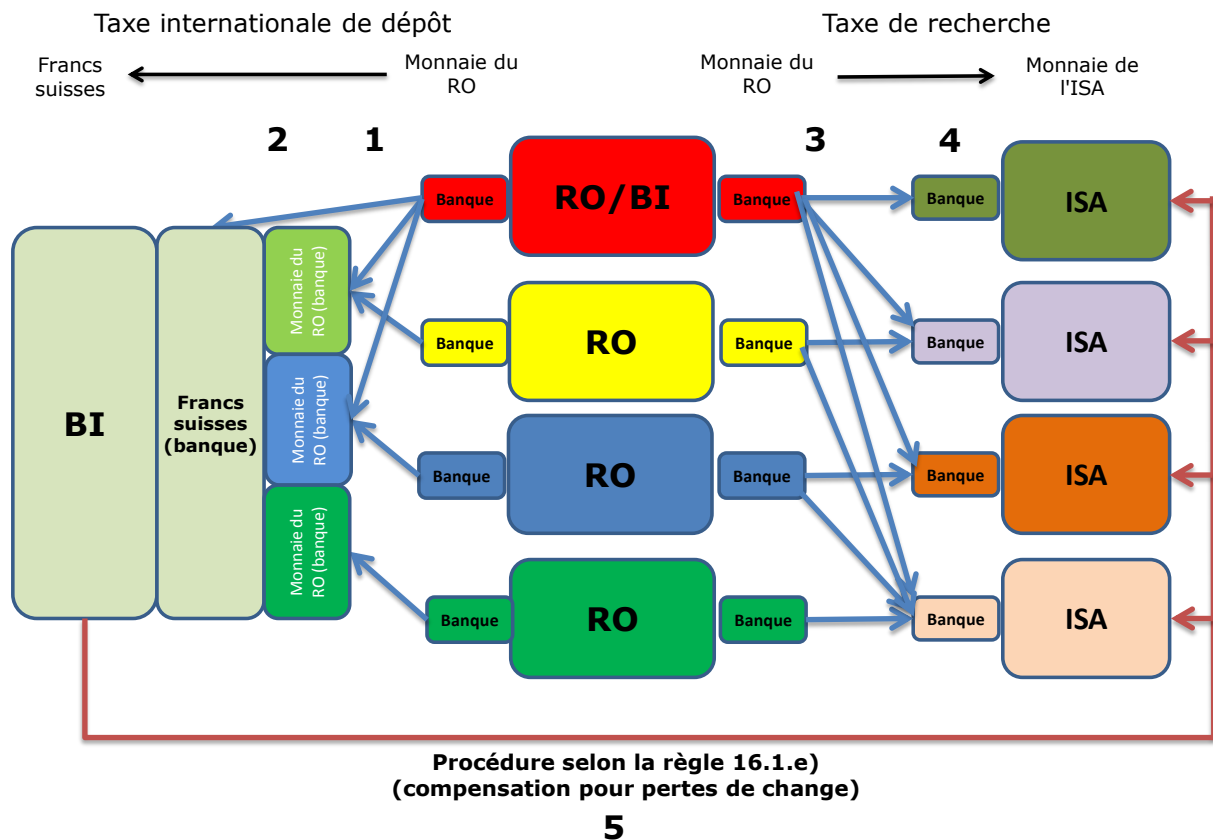 Taxe internationale de dépôt
Taxe de recherche
Francs
suisses
Monnaie du
RO
Monnaie du
RO
Monnaie de
l'ISA
2
1
3
4
Banque
RO/BI
Banque
Banque
ISA
Monnaie du
RO (banque)
Banque
RO
Banque
Banque
ISA
BI
Francs
suisses
(banque)
Monnaie du
RO (banque)
Banque
RO
Banque
Banque
ISA
Monnaie du
RO (banque)
Banque
RO
Banque
Banque
ISA
Procédure selon la règle 16.1.e)
(compensation pour pertes de change)
5